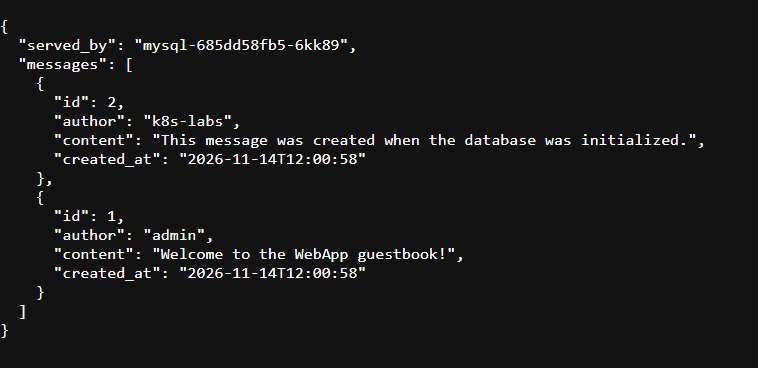 {
  "served_by": "mysql-685dd58fb5-6kk89",
  "messages": [
    {
      "id": 2,
      "author": "k8s-labs",
      "content": "This message was created when the database was initialized.",
      "created_at": "2026-11-14T12:00:58"
    },
    {
      "id": 1,
      "author": "admin",
      "content": "Welcome to the WebApp guestbook!",
      "created_at": "2026-11-14T12:00:58"
    }
  ]
}